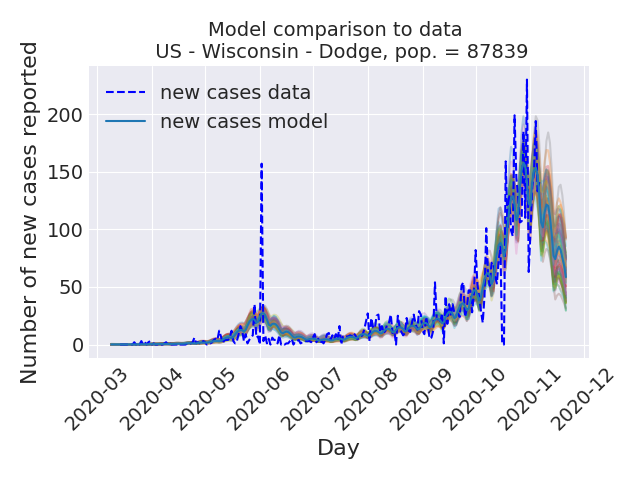 Model comparison to data
US - Wisconsin - Dodge, pop. = 87839
new cases data
new cases model
Number of new cases reported
200
150
100
50
0
2020-03
2020-04
2020-05
2020-06
2020-07
2020-08
2020-09
2020-10
2020-11
2020-12
Day